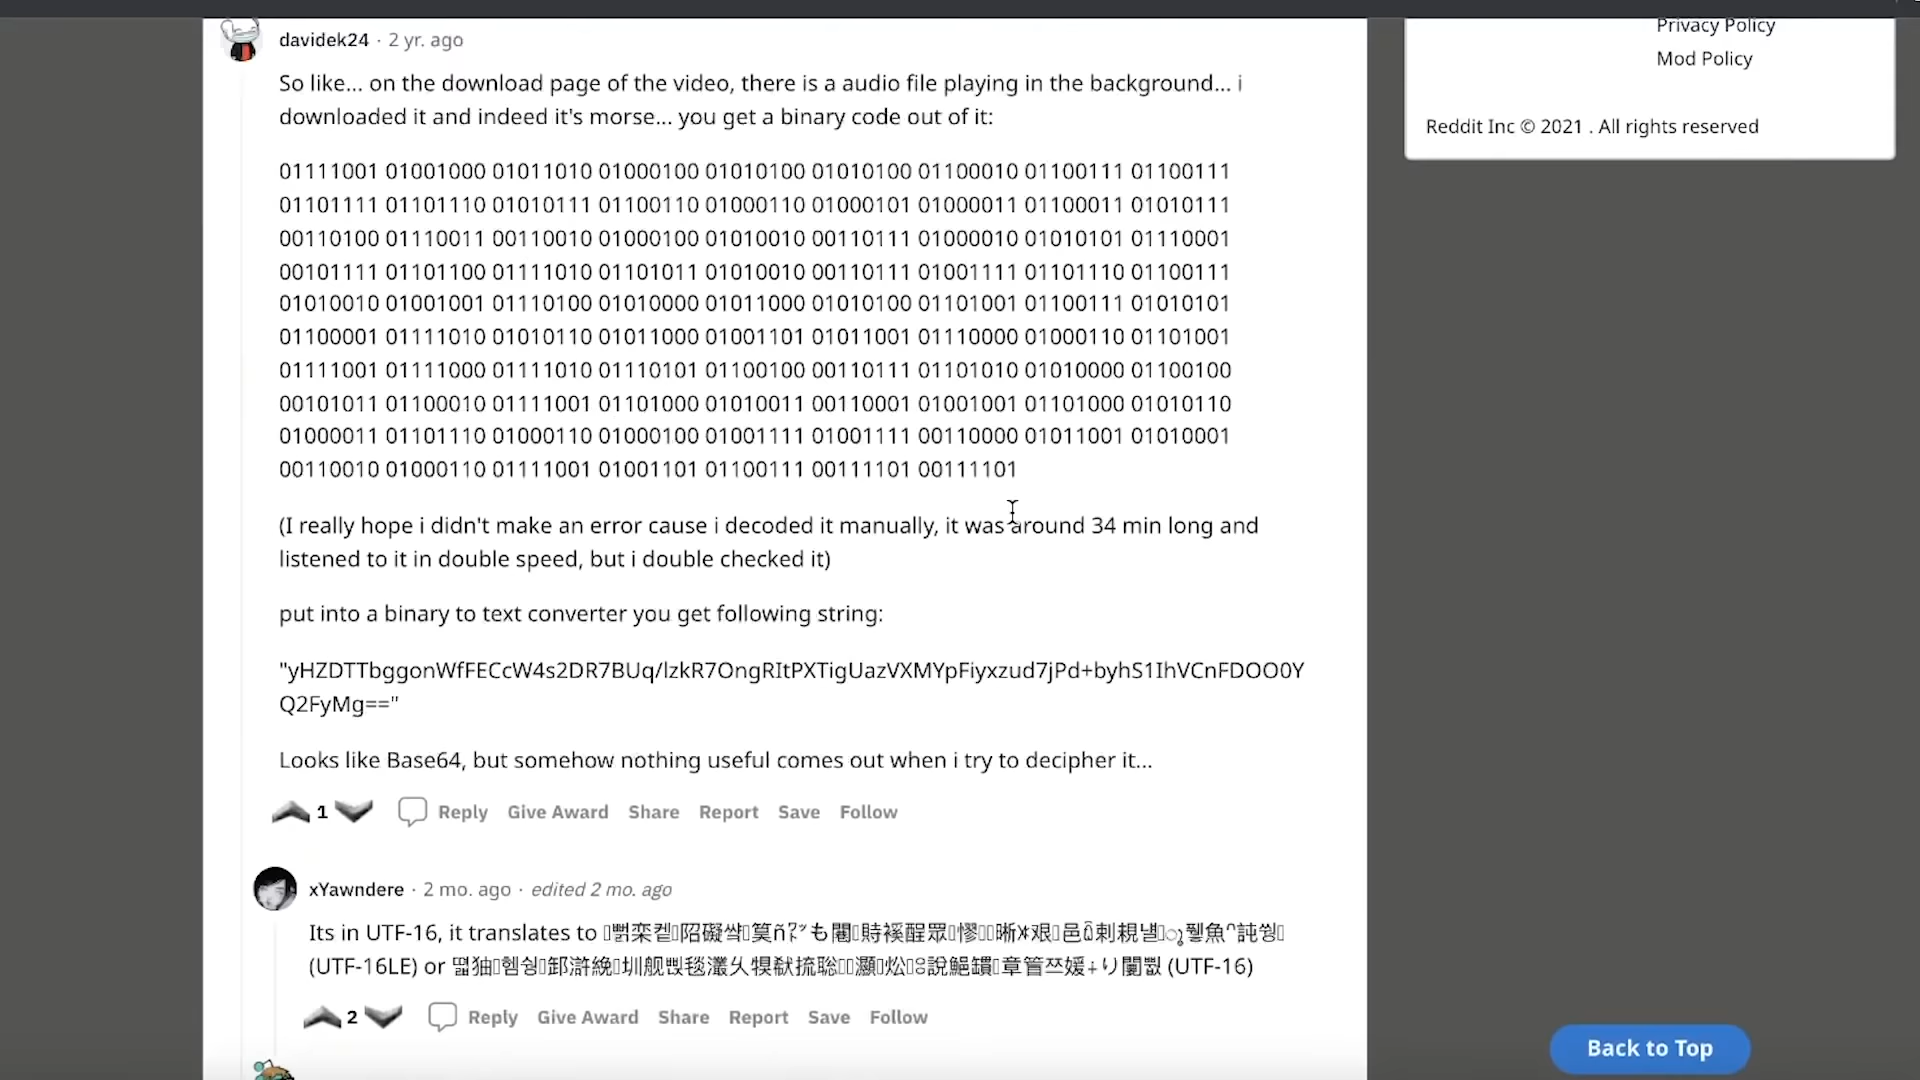 davidek24 · 2 yr. ago
So like... on the download page of the video, there is a audio file playing in the background... i
downloaded it and indeed it's morse... you get a binary code out of it:
01111001 01001000 01011010 01000100 01010100 01010100 01100010 01100111 01100111
01101111 01101110 01010111 01100110 01000110 01000101 01000011 01100011 01010111
00110100 01110011 00110010 01000100 01010010 00110111 01000010 01010101 01110001
00101111 01101100 01111010 01101011 01010010 00110111 01001111 01101110 01100111
01010010 01001001 01110100 01010000 01011000 01010100 01101001 01100111 01010101
01100001 01111010 01010110 01011000 01001101 01011001 01110000 01000110 01101001
01111001 01111000 01111010 01110101 01100100 00110111 01101010 01010000 01100100
00101011 01100010 01111001 01101000 01010011 00110001 01001001 01101000 01010110
01000011 01101110 01000110 01000100 01001111 01001111 00110000 01011001 01010001
00110010 01000110 01111001 01001101 01100111 00111101 00111101
(I really hope i didn't make an error cause i decoded it manually, it was around 34 min long and
listened to it in double speed, but i double checked it)
put into a binary to text converter you get following string:
"yHZDTTbggonWfFECcW4s2DR7BUq/lzkR7OngRItPXTigUazVXMYpFiyxzud7jPd+byhS1IhVCnFDOO0Y
Q2FyMg=="
Looks like Base64, but somehow nothing useful comes out when i try to decipher it...
1 Reply Give Award Share Report Save Follow
xYawndere · 2 mo. ago · edited 2 mo. ago
Its in UTF-16, it translates to
(UTF-16LE) or (UTF-16)
2 Reply Give Award Share Report Save Follow
Privacy Policy
Mod Policy
Reddit Inc © 2021 . All rights reserved
Back to Top